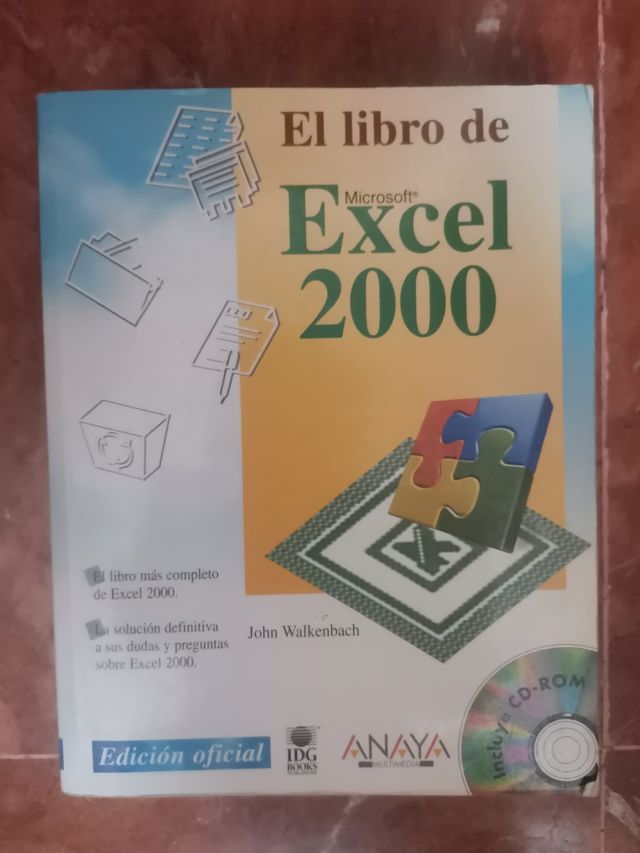 El libro de
Microsoft®
Excel
2000
El libro más completo
de Excel 2000.
La solución definitiva
a sus dudas y preguntas
sobre Excel 2000.
John Walkenbach
Edición oficial
IDG
BOOKS
WORLDWIDE
ANAYA
MULTIMEDIA
Incluye CD-ROM